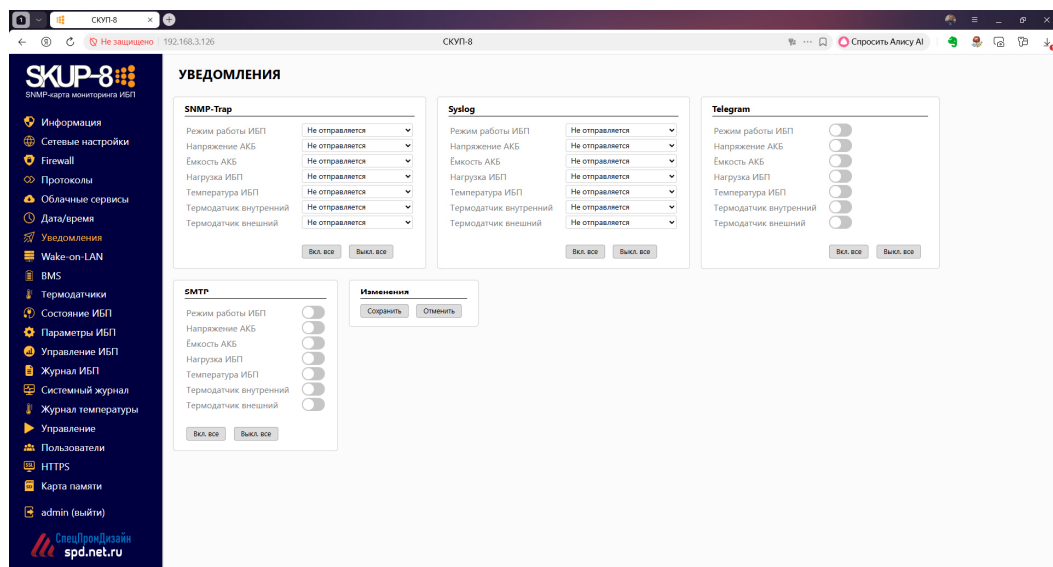 1
СКУП-8
Не защищено
192.168.3.126
СКУП-8
Спросить Алису AI
SKUP-8
SNMP-карта мониторинга ИБП
Информация
Сетевые настройки
Firewall
Протоколы
Облачные сервисы
Дата/время
Уведомления
Wake-on-LAN
BMS
Термодатчики
Состояние ИБП
Параметры ИБП
Управление ИБП
Журнал ИБП
Системный журнал
Журнал температуры
Управление
Пользователи
HTTPS
Карта памяти
admin (выйти)
СпецПромДизайн
spd.net.ru
УВЕДОМЛЕНИЯ
SNMP-Trap
Режим работы ИБП Не отправляется
Напряжение АКБ Не отправляется
Ёмкость АКБ Не отправляется
Нагрузка ИБП Не отправляется
Температура ИБП Не отправляется
Термодатчик внутренний Не отправляется
Термодатчик внешний Не отправляется
Вкл. все Выкл. все
Syslog
Режим работы ИБП Не отправляется
Напряжение АКБ Не отправляется
Ёмкость АКБ Не отправляется
Нагрузка ИБП Не отправляется
Температура ИБП Не отправляется
Термодатчик внутренний Не отправляется
Термодатчик внешний Не отправляется
Вкл. все Выкл. все
Telegram
Режим работы ИБП
Напряжение АКБ
Ёмкость АКБ
Нагрузка ИБП
Температура ИБП
Термодатчик внутренний
Термодатчик внешний
Вкл. все Выкл. все
SMTP
Режим работы ИБП
Напряжение АКБ
Ёмкость АКБ
Нагрузка ИБП
Температура ИБП
Термодатчик внутренний
Термодатчик внешний
Вкл. все Выкл. все
Изменения
Сохранить Отменить